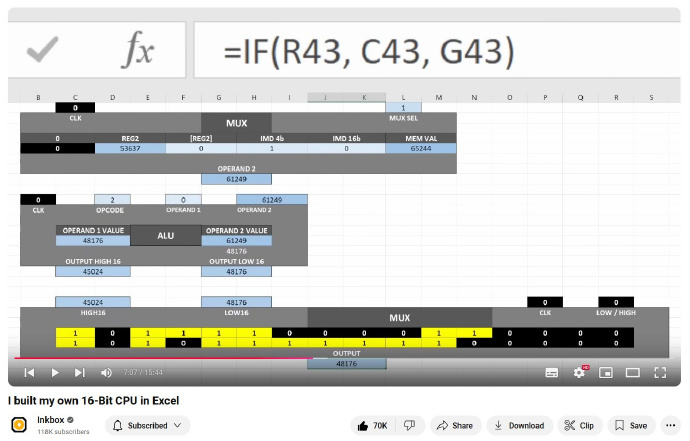 fx =IF(R43, C43, G43)
B C D E F G H I J K L M N O P Q R S
0 1
CLK MUX MUX SEL
0 REG2 [REG2] IMD 4b IMD 16b MEM VAL
0 53637 0 1 0 65244
OPERAND 2
61249
0 2 0 61249
CLK OPCODE OPERAND 1 OPERAND 2
OPERAND 1 VALUE ALU OPERAND 2 VALUE
48176 61249
48176
OUTPUT HIGH 16 OUTPUT LOW 16
45024 48176
45024 48176 0 0
HIGH16 LOW16 MUX CLK LOW / HIGH
1 0 1 1 1 1 0 0 0 0 1 1 0 0 0 0
1 0 1 0 1 1 1 1 1 1 1 0 0 0 0
OUTPUT
48176
7:07 / 15:44
I built my own 16-Bit CPU in Excel
Inkbox
118K subscribers
Subscribed
70K
Share
Download
Clip
Save